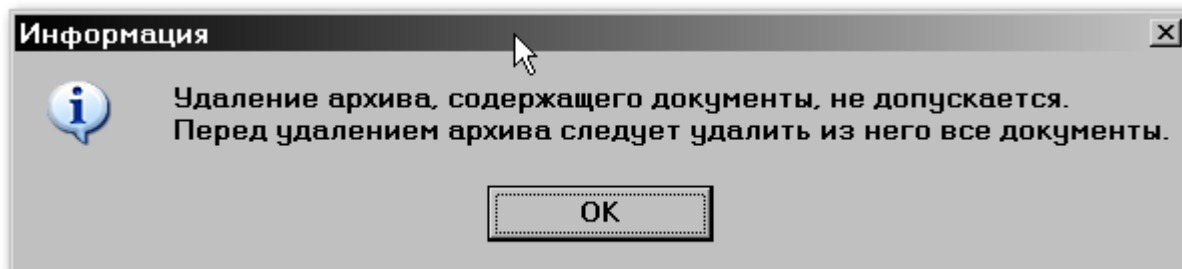 Информация
Удаление архива, содержащего документы, не допускается.
Перед удалением архива следует удалить из него все документы.
OK